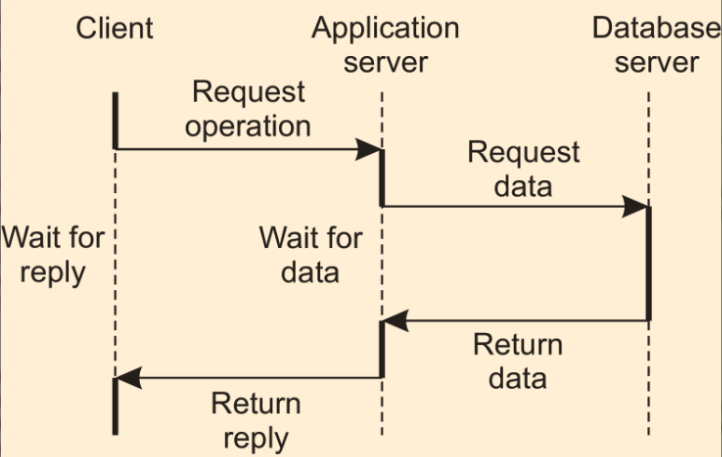 Client
Application
server
Database
server
Request
operation
Request
data
Wait for
reply
Wait for
data
Return
data
Return
reply